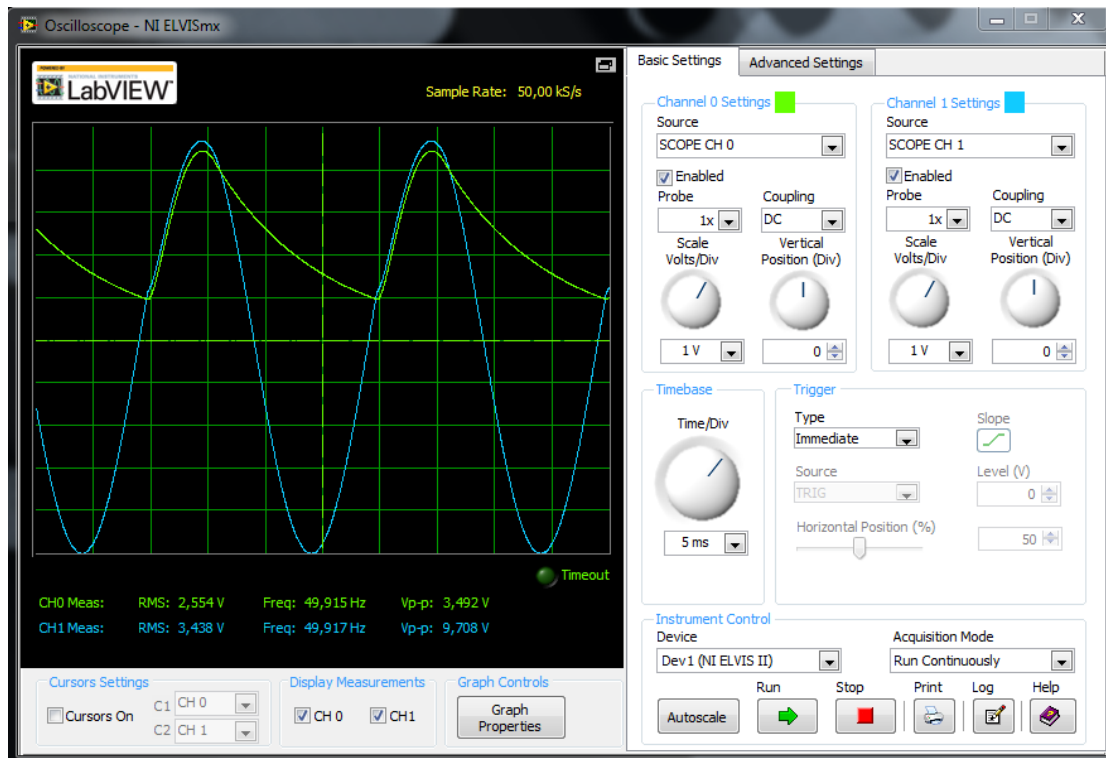 Oscilloscope - NI ELVISmx
POWERED BY
NATIONAL INSTRUMENTS
LabVIEW™
Sample Rate: 50,00 kS/s
Timeout
CH0 Meas: RMS: 2,554 V Freq: 49,915 Hz Vp-p: 3,492 V
CH1 Meas: RMS: 3,438 V Freq: 49,917 Hz Vp-p: 9,708 V
Cursors Settings
Cursors On
C1 CH 0
C2 CH 1
Display Measurements
CH 0 CH1
Graph Controls
Graph
Properties
Basic Settings Advanced Settings
Channel 0 Settings
Source
SCOPE CH 0
Enabled
Probe Coupling
1x DC
Scale Vertical
Volts/Div Position (Div)
1 V 0
Channel 1 Settings
Source
SCOPE CH 1
Enabled
Probe Coupling
1x DC
Scale Vertical
Volts/Div Position (Div)
1 V 0
Timebase
Time/Div
5 ms
Trigger
Type Slope
Immediate
Source Level (V)
TRIG 0
Horizontal Position (%)
50
Instrument Control
Device Acquisition Mode
Dev1 (NI ELVIS II) Run Continuously
Run Stop Print Log Help
Autoscale